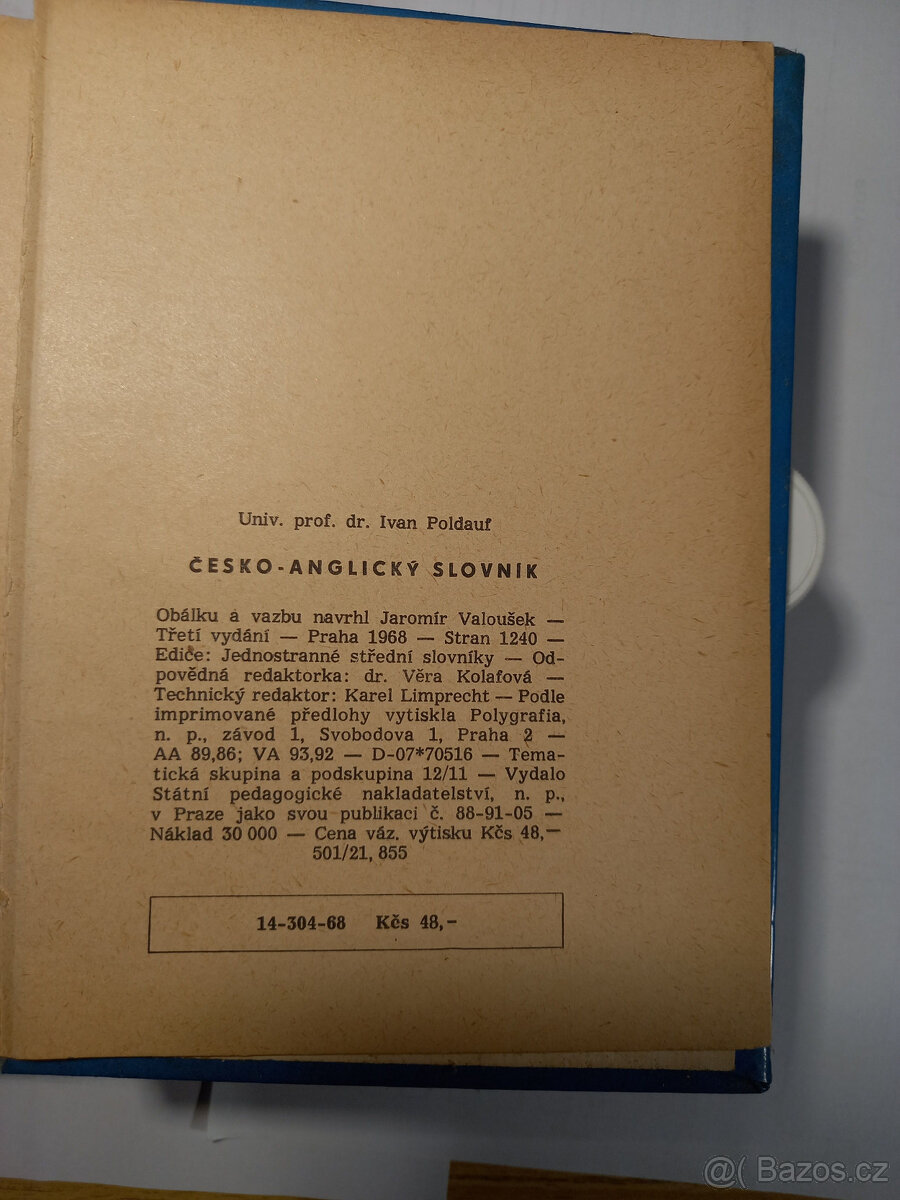 Univ. prof. dr. Ivan Poldauf
ČESKO-ANGLICKÝ SLOVNÍK
Obálku a vazbu navrhl Jaromír Valoušek —
Třetí vydání — Praha 1968 — Stran 1240 —
Edice: Jednostranné střední slovníky — Od-
povědná redaktorka: dr. Věra Kolafová —
Technický redaktor: Karel Limprecht — Podle
imprimované předlohy vytiskla Polygrafia,
n. p., závod 1, Svobodova 1, Praha 2 —
AA 89,86; VA 93,92 — D-07*70516 — Tema-
tická skupina a podskupina 12/11 — Vydalo
Státní pedagogické nakladatelství, n. p.,
v Praze jako svou publikaci č. 88-91-05 —
Náklad 30 000 — Cena váz. výtisku Kčs 48,—
501/21, 855
14-304-68 Kčs 48,-
@( Bazos.cz